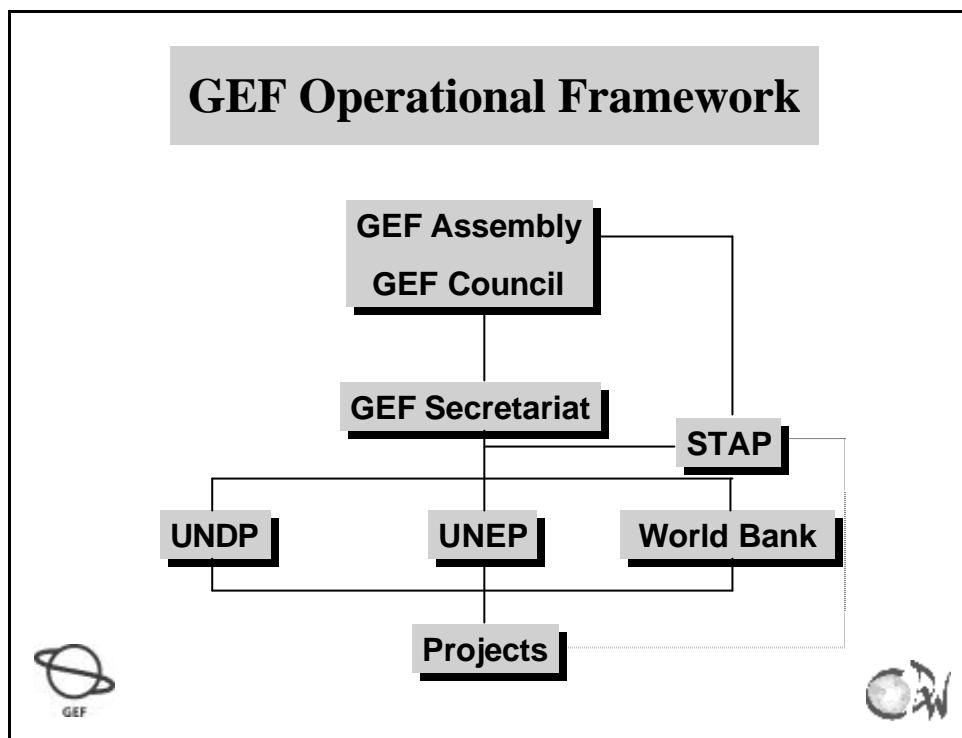 GEF Operational Framework
GEF Assembly
GEF Council
GEF Secretariat
STAP
UNDP
UNEP
World Bank
Projects
GEF